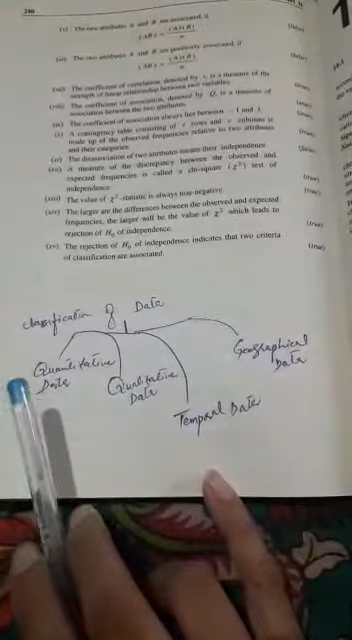 246
(v) The two attributes A and B are associated, if
(AB) = (A)(B)/n (false)
(vi) The two attributes A and B are positively associated, if
(AB) = (A)(B)/n (false)
(vii) The coefficient of correlation, denoted by r, is a measure of the
strength of linear relationship between two variables. (true)
(viii) The coefficient of association, denoted by Q, is a measure of
association between the two attributes. (true)
(ix) The coefficient of association always lies between −1 and 1. (true)
(x) A contingency table consisting of r rows and c columns is
made up of the observed frequencies relative to two attributes
and their categories. (true)
(xi) The disassociation of two attributes means their independence (false)
(xii) A measure of the discrepancy between the observed and
expected frequencies is called a chi-square (χ²) test of
independence. (true)
(xiii) The value of χ²-statistic is always non-negative. (true)
(xiv) The larger are the differences between the observed and expected
frequencies, the larger will be the value of χ² which leads to
rejection of H₀ of independence. (true)
(xv) The rejection of H₀ of independence indicates that two criteria
of classification are associated. (true)
classification of Data
Quantitative
Data
Qualitative
Data
Temporal Data
Geographical
Data